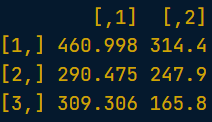 [,1] [,2]
[1,] 460.998 314.4
[2,] 290.475 247.9
[3,] 309.306 165.8